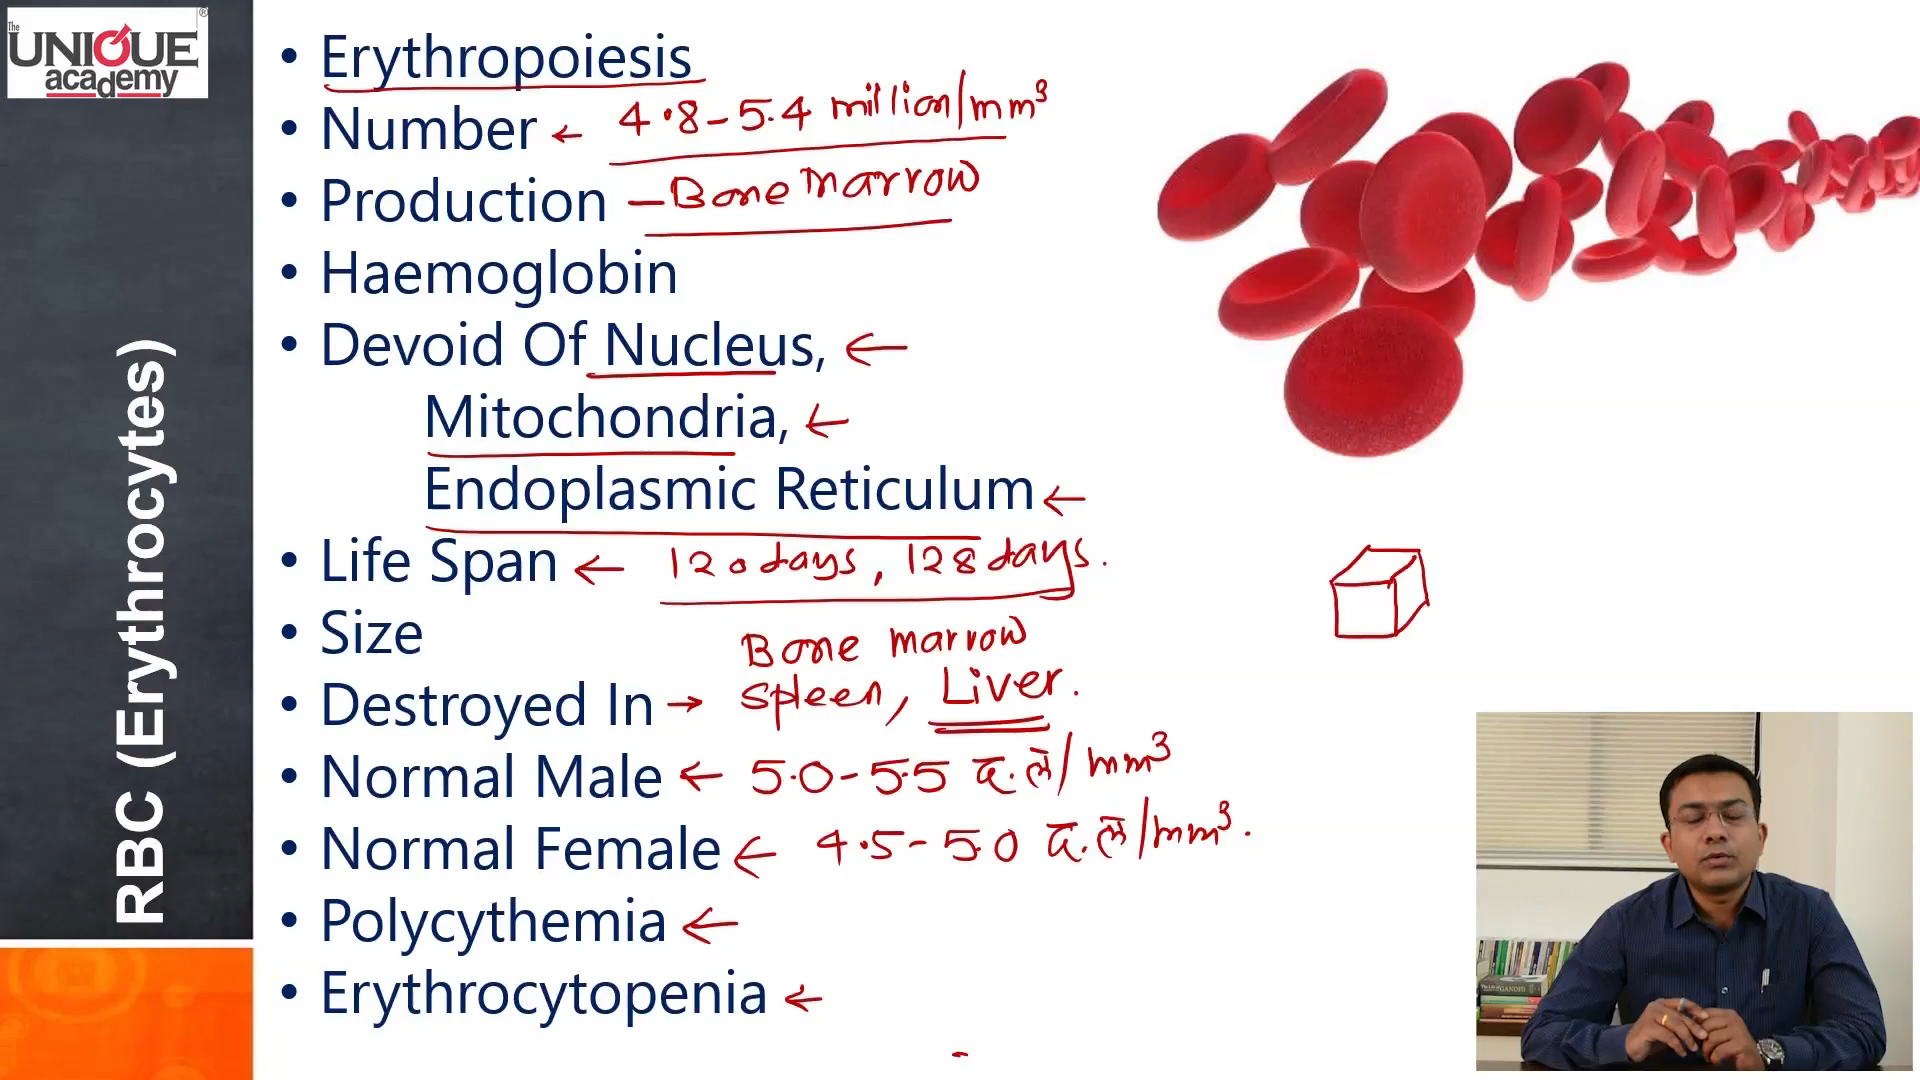 The UNIQUE academy ®
RBC (Erythrocytes)
• Erythropoiesis
• Number ← 4.8-5.4 million/mm³
• Production — Bone marrow
• Haemoglobin
• Devoid Of Nucleus, ←
Mitochondria, ←
Endoplasmic Reticulum ←
• Life Span ← 120 days, 128 days.
• Size
Bone marrow
• Destroyed In → Spleen, Liver.
• Normal Male ← 5.0-5.5 द.ल/mm³
• Normal Female ← 4.5-5.0 द.ल/mm³.
• Polycythemia ←
• Erythrocytopenia ←
GANDHI